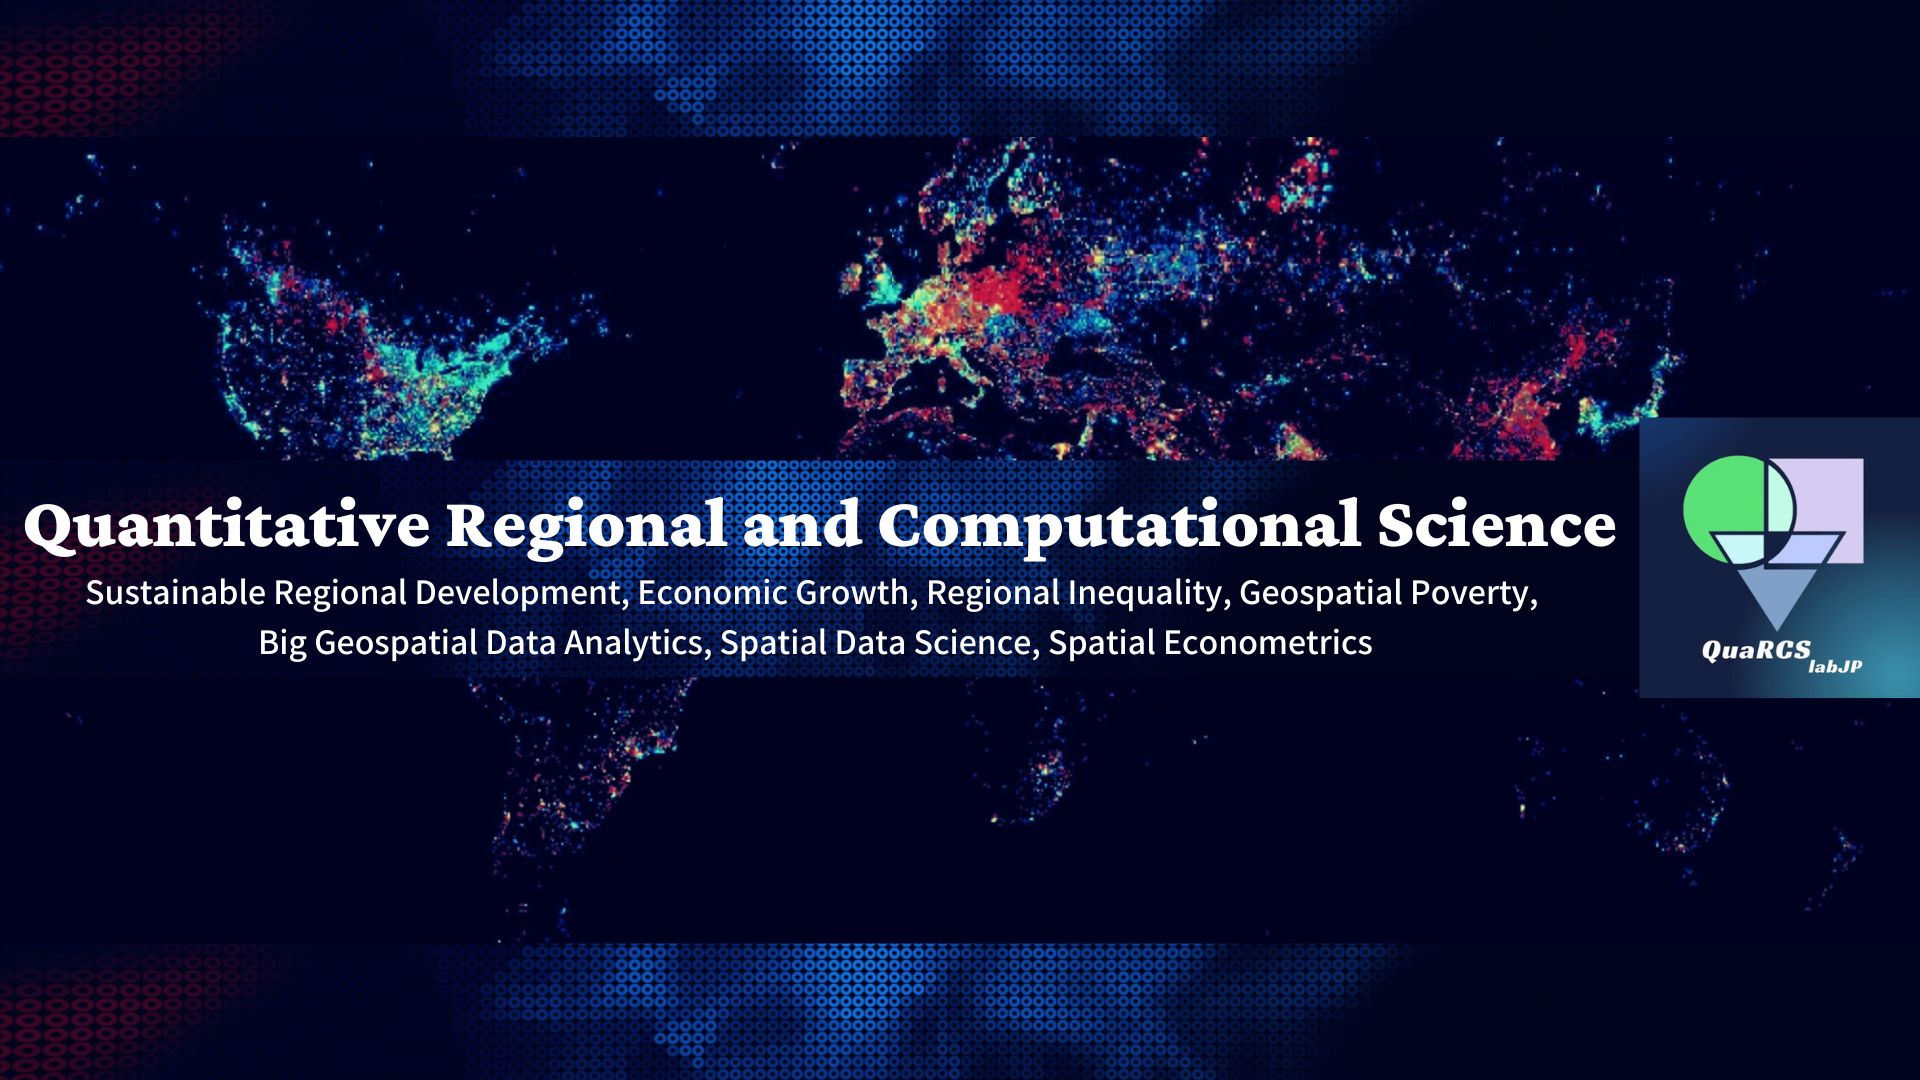 Quantitative Regional and Computational Science
Sustainable Regional Development, Economic Growth, Regional Inequality, Geospatial Poverty,
Big Geospatial Data Analytics, Spatial Data Science, Spatial Econometrics
QuaRCS
labJP